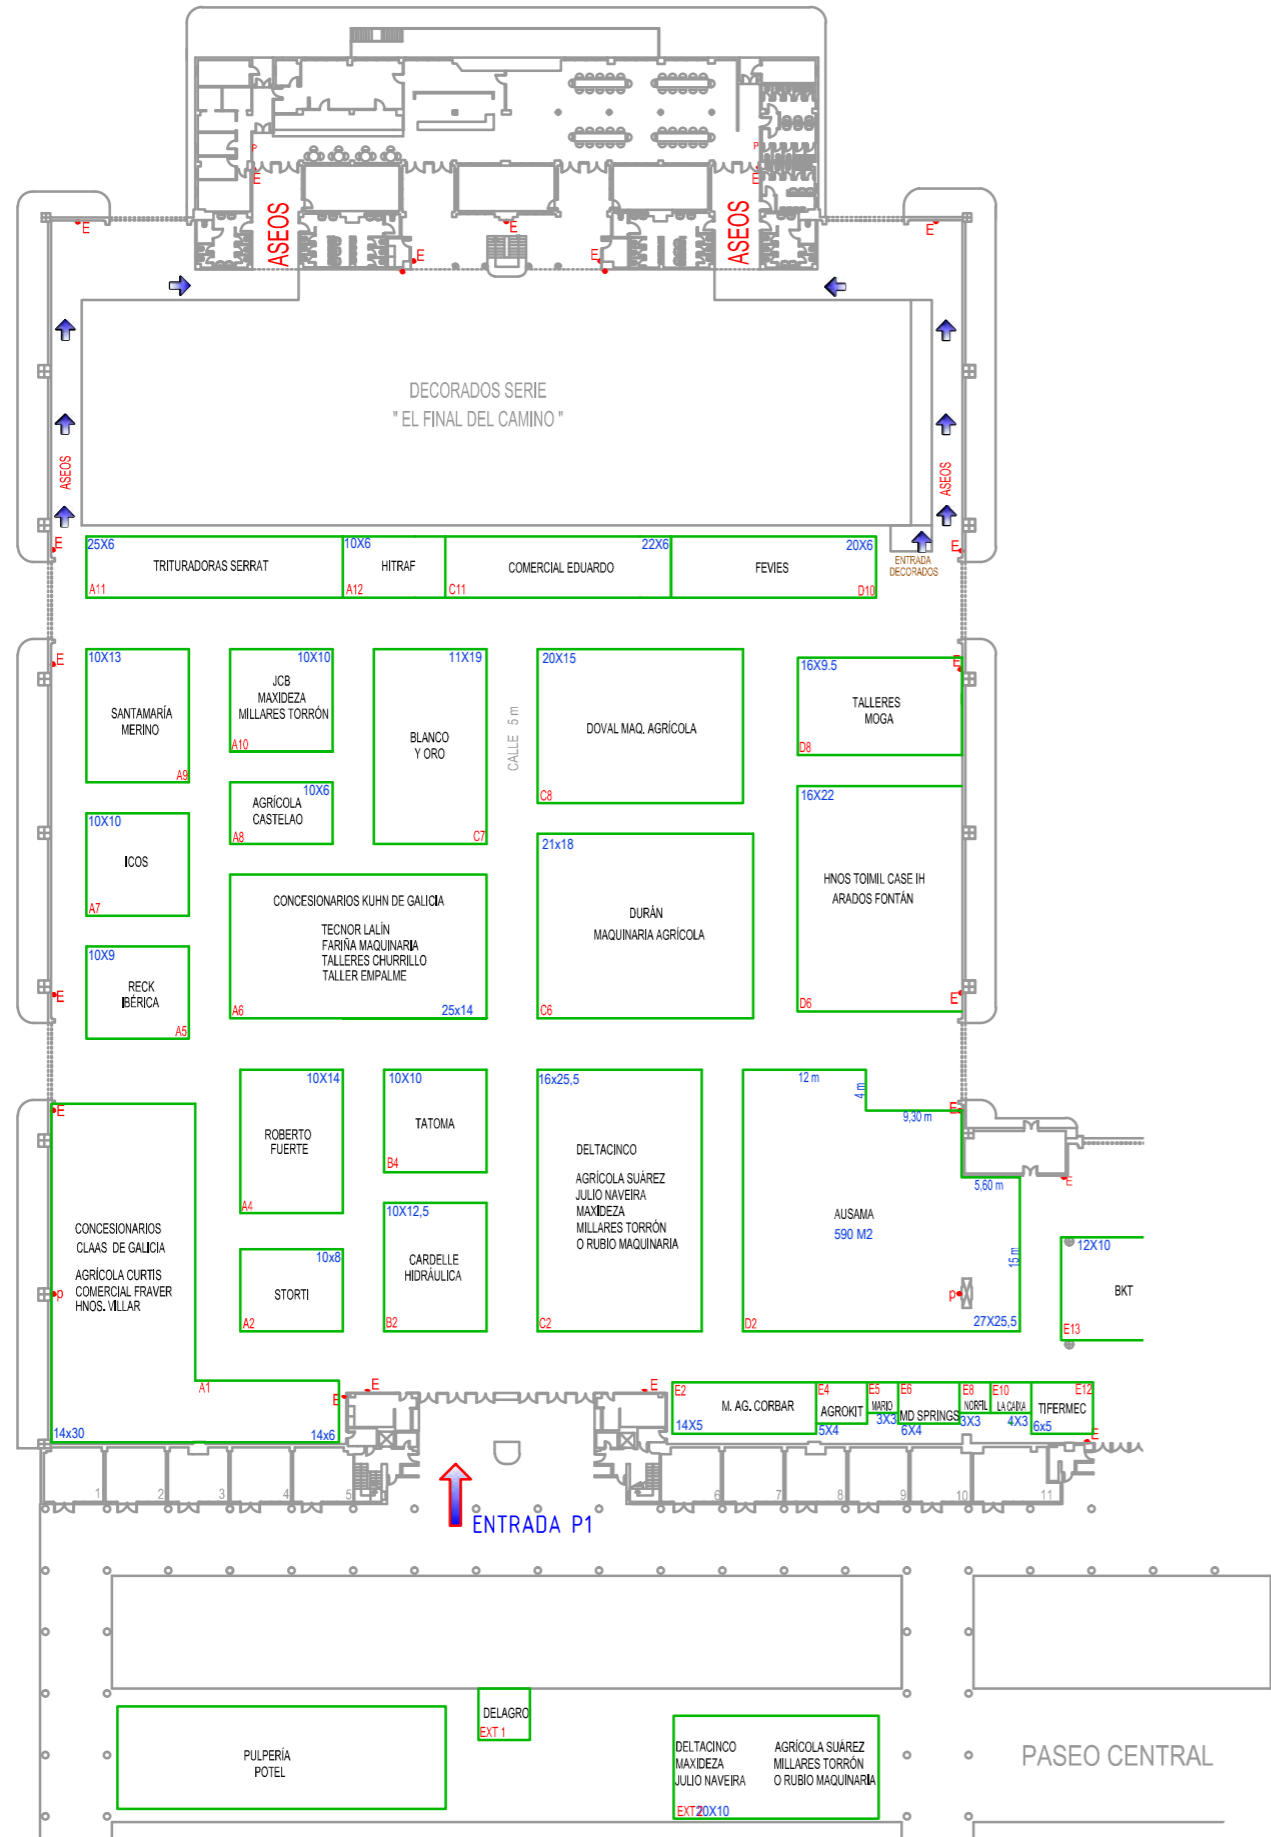 P
P
E
E
ASEOS
ASEOS
E
E
E
E
E
DECORADOS SERIE
" EL FINAL DEL CAMINO "
ASEOS
ASEOS
E
25X6
TRITURADORAS SERRAT
A11
10X6
HITRAF
A12
22X6
COMERCIAL EDUARDO
C11
20X6
FEVIES
D10
E
ENTRADA
DECORADOS
E
10X13
SANTAMARÍA
MERINO
A9
10X10
JCB
MAXIDEZA
MILLARES TORRÓN
A10
11X19
BLANCO
Y ORO
C7
CALLE 5 m
20X15
DOVAL MAQ. AGRÍCOLA
C8
E
16X9.5
TALLERES
MOGA
D8
10X6
AGRÍCOLA
CASTELAO
A8
10X10
ICOS
A7
21x18
DURÁN
MAQUINARIA AGRÍCOLA
C6
16X22
HNOS TOIMIL CASE IH
ARADOS FONTÁN
D6
E
CONCESIONARIOS KUHN DE GALICIA
TECNOR LALÍN
FARIÑA MAQUINARIA
TALLERES CHURRILLO
TALLER EMPALME
A6
25x14
10X9
RECK
IBÉRICA
A5
E
E
CONCESIONARIOS
CLAAS DE GALICIA
AGRÍCOLA CURTIS
COMERCIAL FRAVER
HNOS. VILLAR
p
A1
14x30
14x6
10X14
ROBERTO
FUERTE
A4
10X10
TATOMA
B4
10x8
STORTI
A2
10X12,5
CARDELLE
HIDRÁULICA
B2
16x25,5
DELTACINCO
AGRÍCOLA SUÁREZ
JULIO NAVEIRA
MAXIDEZA
MILLARES TORRÓN
O RUBIO MAQUINARIA
C2
12 m
4 m
9,30 m
E
5,60 m
E
AUSAMA
590 M2
15 m
p
D2
27X25,5
12X10
BKT
E13
E
E
E
E2
M. AG. CORBAR
14X5
E4
AGROKIT
5X4
E5
MARIO
3X3
E6
MD SPRINGS
6X4
E8
NORFIL
3X3
E10
LA CAIXA
4X3
E12
TIFERMEC
6x5
E
1
2
3
4
5
6
7
8
9
10
11
ENTRADA P1
DELAGRO
EXT 1
PULPERÍA
POTEL
DELTACINCO
MAXIDEZA
JULIO NAVEIRA
AGRÍCOLA SUÁREZ
MILLARES TORRÓN
O RUBIO MAQUINARIA
EXT2
20X10
PASEO CENTRAL